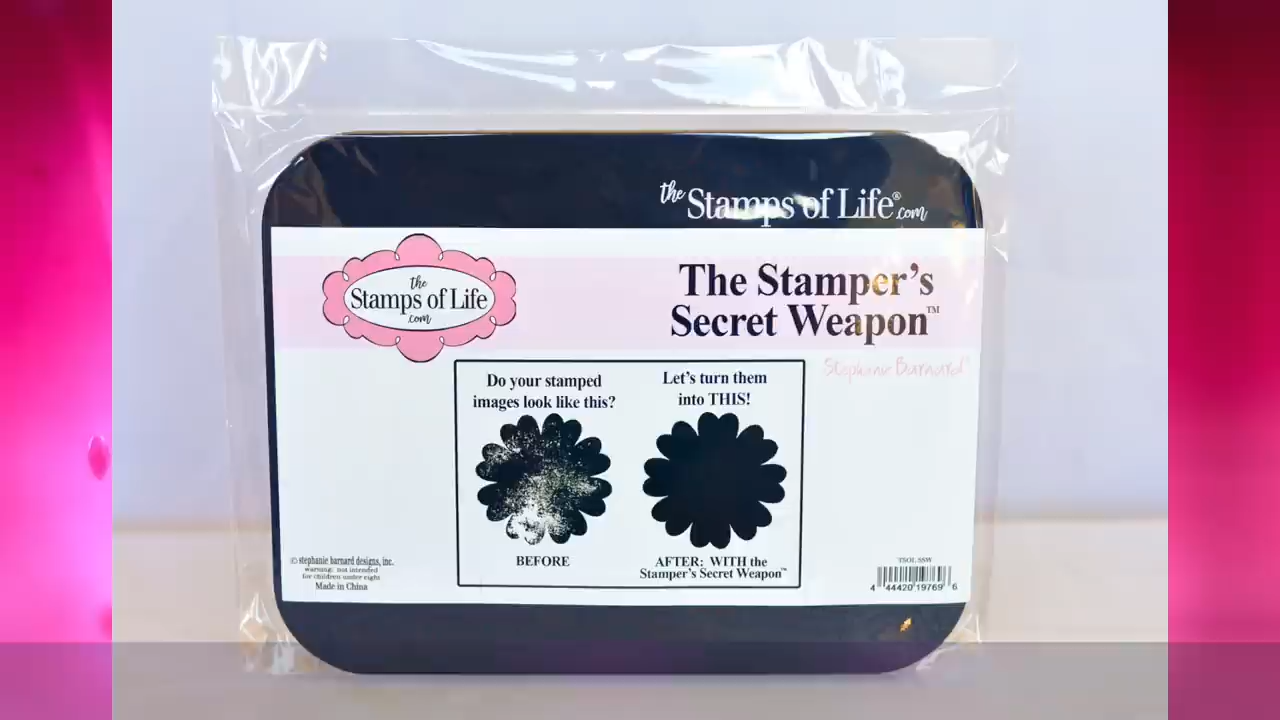 the
Stamps of Life®
.com
the
Stamps of Life
.com
The Stamper's
Secret Weapon™
Stephanie Barnard®
Do your stamped
images look like this?
Let's turn them
into THIS!
BEFORE
AFTER: WITH the
Stamper's Secret Weapon™
© stephanie barnard designs, inc.
warning: not intended
for children under eight
Made in China
TSOL SSW
4 44420 19769 6